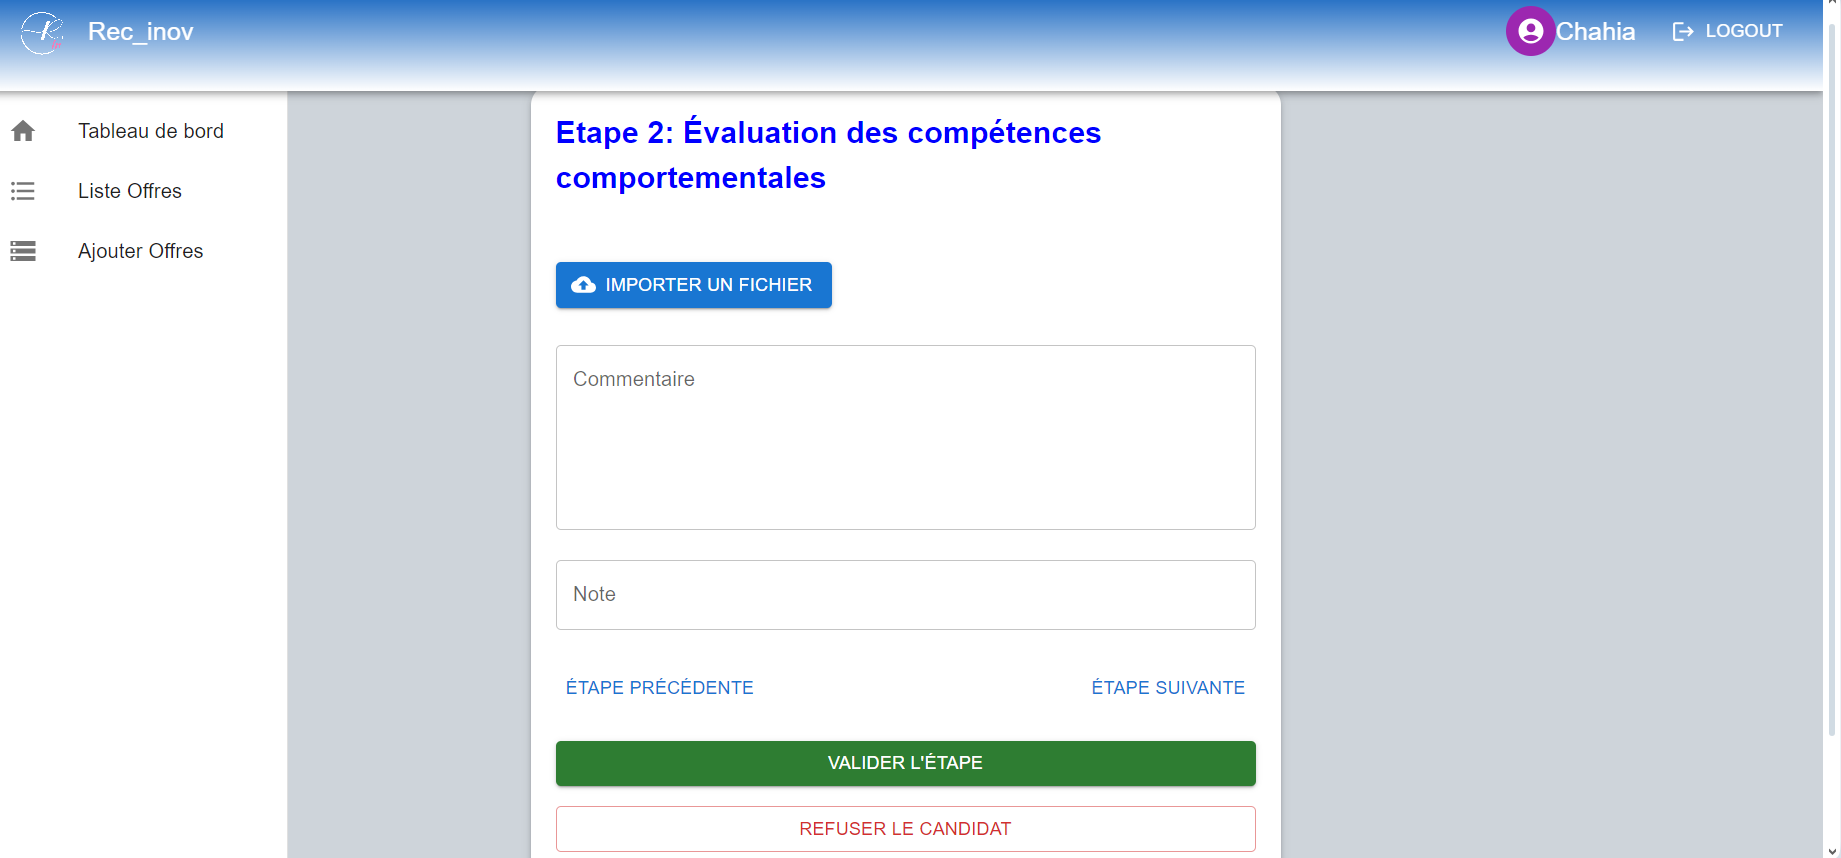 Rec_inov
Chahia
LOGOUT
Tableau de bord
Liste Offres
Ajouter Offres
Etape 2: Évaluation des compétences
comportementales
IMPORTER UN FICHIER
Commentaire
Note
ÉTAPE PRÉCÉDENTE
ÉTAPE SUIVANTE
VALIDER L'ÉTAPE
REFUSER LE CANDIDAT